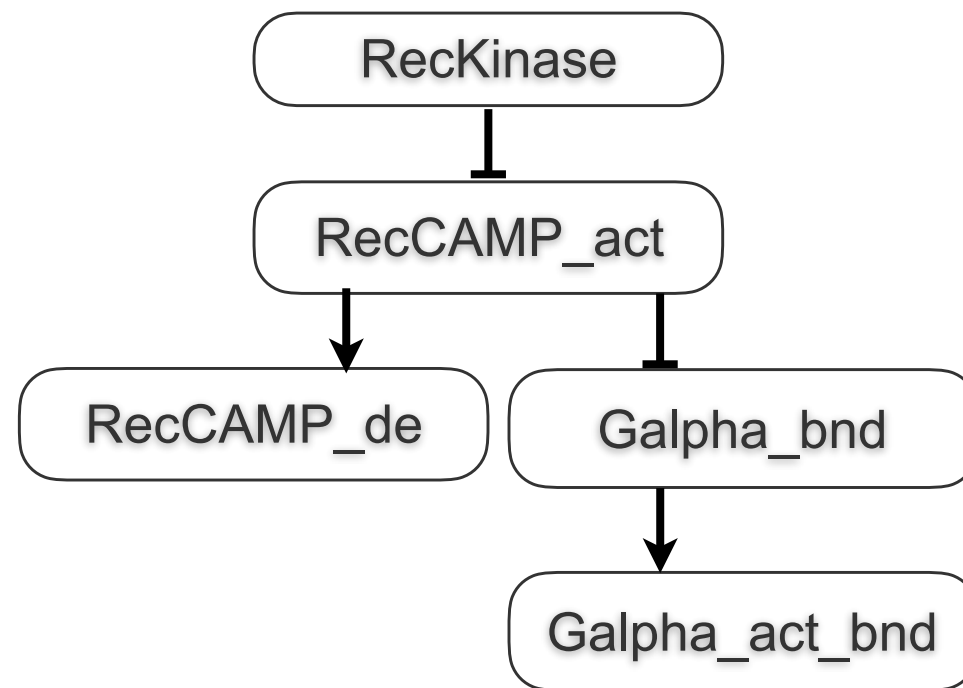 RecKinase
RecCAMP_act
RecCAMP_de
Galpha_bnd
Galpha_act_bnd